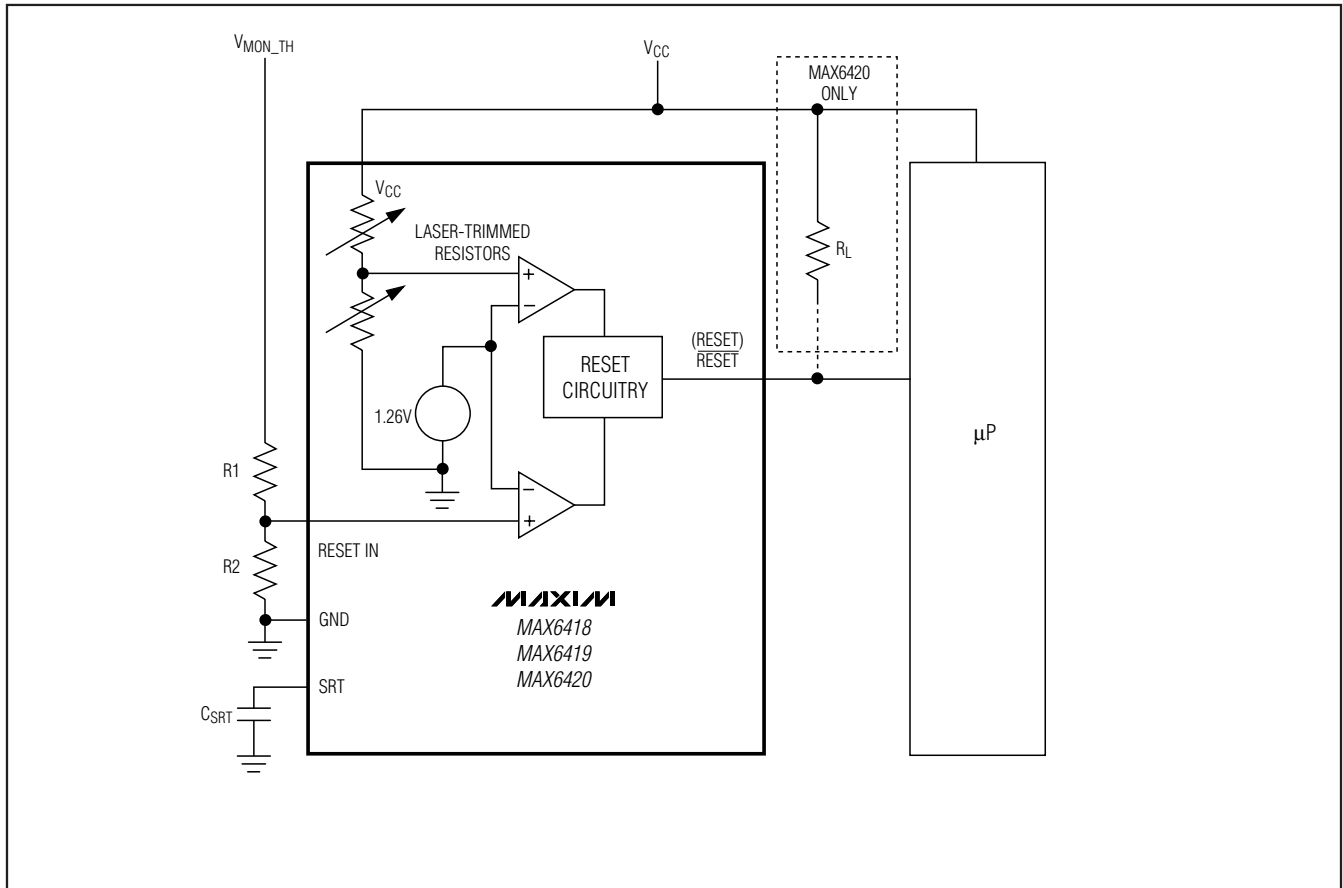 V_MON_TH
V_CC
MAX6420
ONLY
V_CC
LASER-TRIMMED
RESISTORS
+
−
(RESET)
R̅E̅S̅E̅T̅
R_L
RESET
CIRCUITRY
1.26V
µP
R1
−
+
RESET IN
R2
GND
MAXIM
MAX6418
MAX6419
MAX6420
SRT
C_SRT